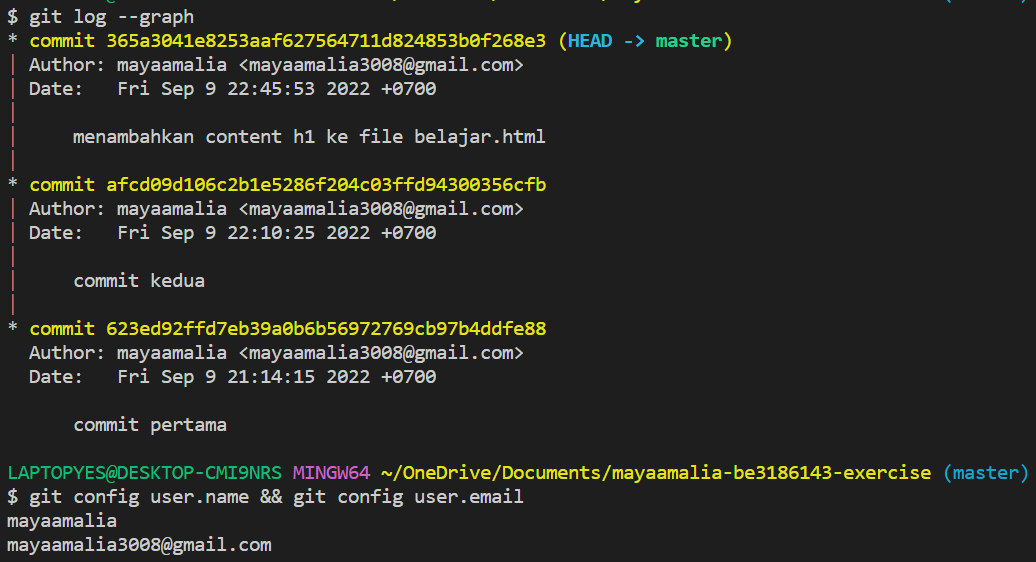 $ git log --graph
* commit 365a3041e8253aaf627564711d824853b0f268e3 (HEAD -> master)
| Author: mayaamalia <mayaamalia3008@gmail.com>
| Date:   Fri Sep 9 22:45:53 2022 +0700
|
|     menambahkan content h1 ke file belajar.html
|
* commit afcd09d106c2b1e5286f204c03ffd94300356cfb
| Author: mayaamalia <mayaamalia3008@gmail.com>
| Date:   Fri Sep 9 22:10:25 2022 +0700
|
|     commit kedua
|
* commit 623ed92ffd7eb39a0b6b56972769cb97b4ddfe88
  Author: mayaamalia <mayaamalia3008@gmail.com>
  Date:   Fri Sep 9 21:14:15 2022 +0700

      commit pertama

LAPTOPYES@DESKTOP-CMI9NRS MINGW64 ~/OneDrive/Documents/mayaamalia-be3186143-exercise (master)
$ git config user.name && git config user.email
mayaamalia
mayaamalia3008@gmail.com